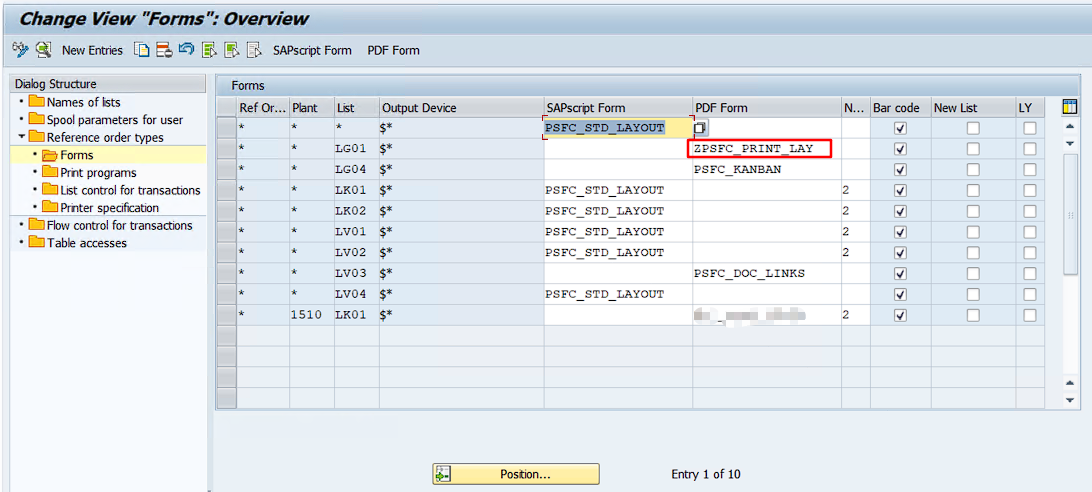 Change View "Forms": Overview
New Entries SAPscript Form PDF Form
Dialog Structure
Names of lists
Spool parameters for user
Reference order types
Forms
Print programs
List control for transactions
Printer specification
Flow control for transactions
Table accesses
Forms
Ref Or... Plant List Output Device SAPscript Form PDF Form N... Bar code New List LY
* * * $* PSFC_STD_LAYOUT
* * LG01 $* ZPSFC_PRINT_LAY
* * LG04 $* PSFC_KANBAN
* * LK01 $* PSFC_STD_LAYOUT 2
* * LK02 $* PSFC_STD_LAYOUT 2
* * LV01 $* PSFC_STD_LAYOUT 2
* * LV02 $* PSFC_STD_LAYOUT 2
* * LV03 $* PSFC_DOC_LINKS
* * LV04 $* PSFC_STD_LAYOUT
* 1510 LK01 $* 2
Position... Entry 1 of 10